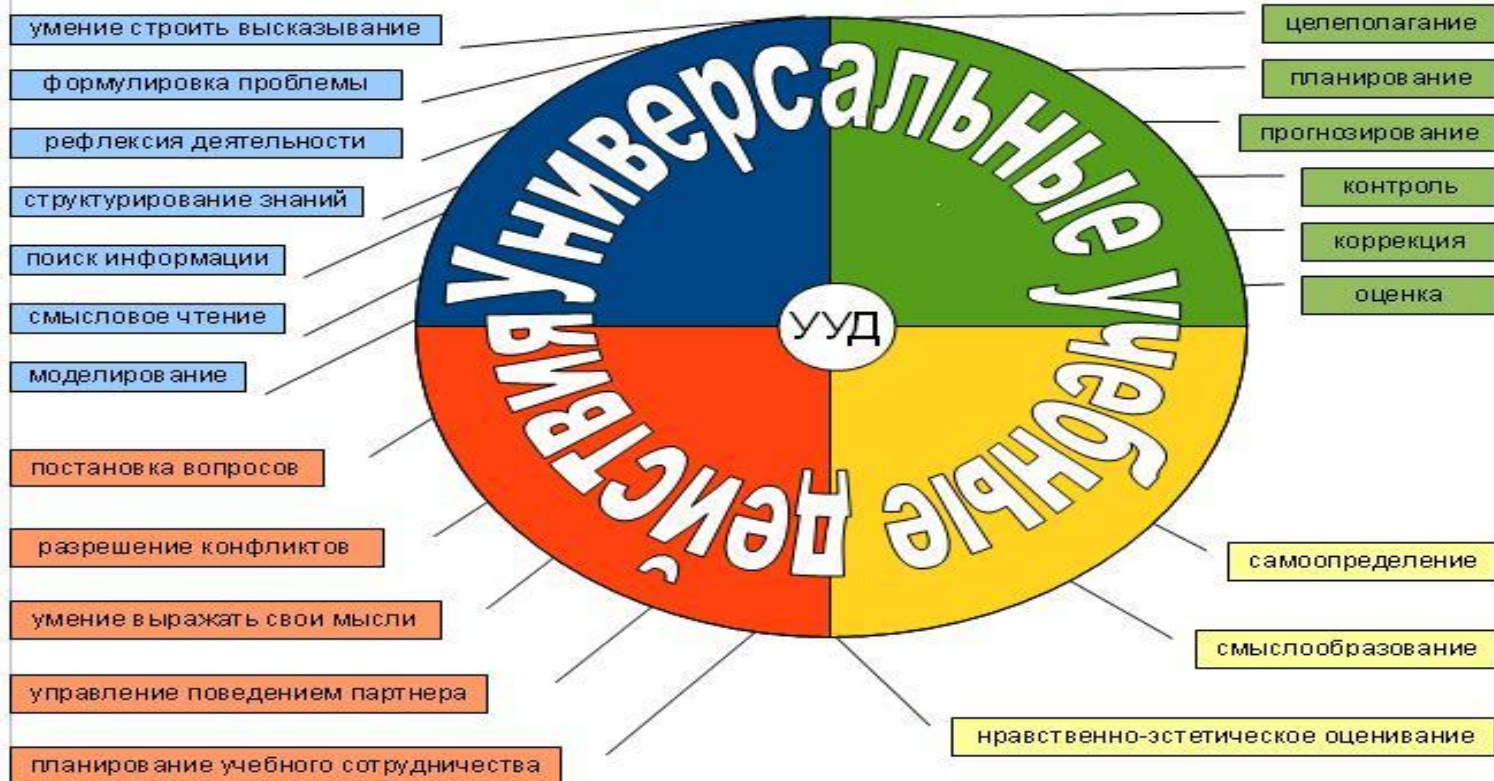 умение строить высказывание
формулировка проблемы
рефлексия деятельности
структурирование знаний
поиск информации
смысловое чтение
моделирование
постановка вопросов
разрешение конфликтов
умение выражать свои мысли
управление поведением партнера
планирование учебного сотрудничества
Универсальные учебные действия
УУД
целеполагание
планирование
прогнозирование
контроль
коррекция
оценка
самоопределение
смыслообразование
нравственно-эстетическое оценивание